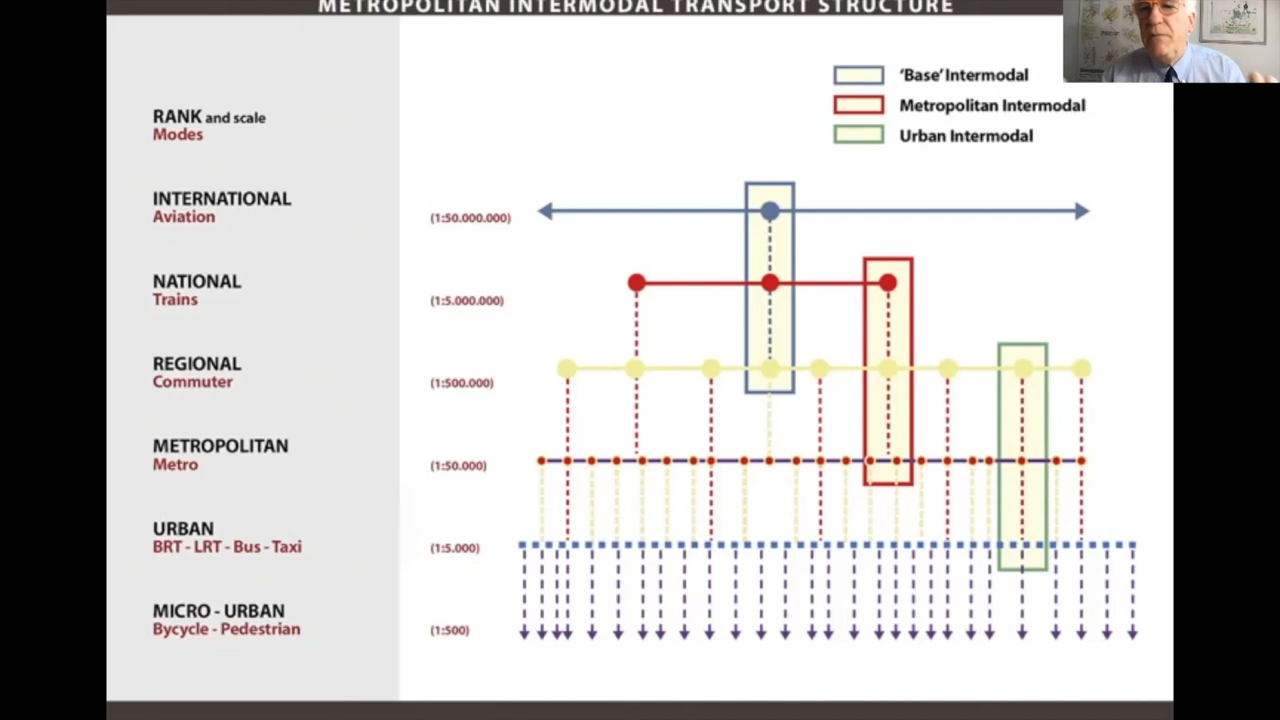 METROPOLITAN INTERMODAL TRANSPORT STRUCTURE
'Base' Intermodal
Metropolitan Intermodal
Urban Intermodal
RANK and scale
Modes
INTERNATIONAL
Aviation
(1:50.000.000)
NATIONAL
Trains
(1:5.000.000)
REGIONAL
Commuter
(1:500.000)
METROPOLITAN
Metro
(1:50.000)
URBAN
BRT - LRT - Bus - Taxi
(1:5.000)
MICRO - URBAN
Bycycle - Pedestrian
(1:500)